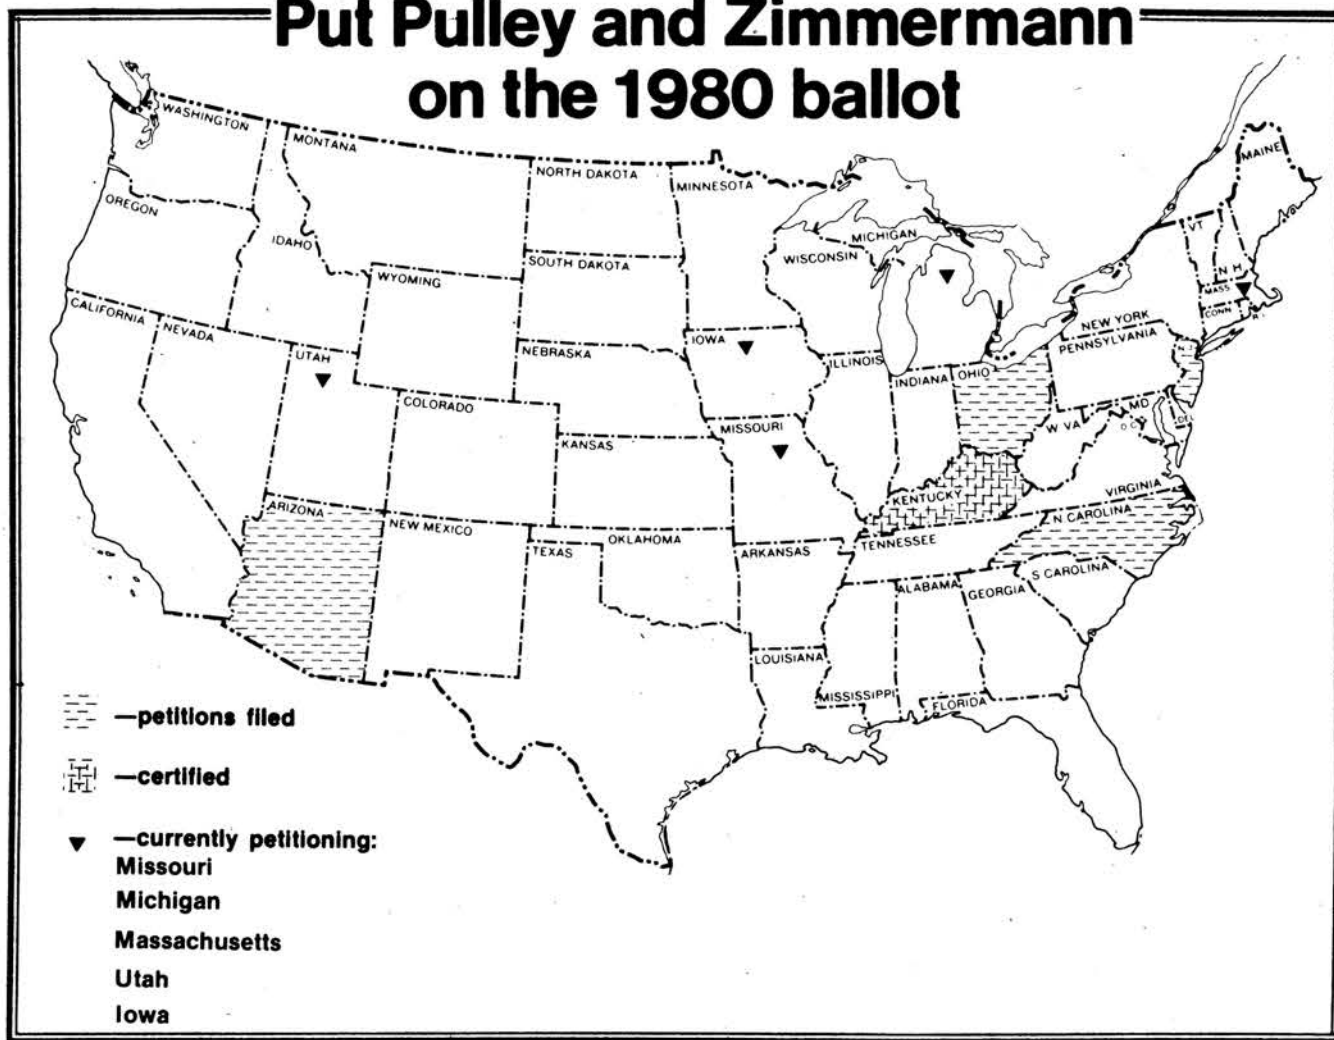 Put Pulley and Zimmermann
on the 1980 ballot
WASHINGTON
MONTANA
NORTH DAKOTA
MINNESOTA
MAINE
OREGON
IDAHO
MICHIGAN
VT
WISCONSIN
SOUTH DAKOTA
WYOMING
N H
MASS
CALIFORNIA
NEVADA
CONN
R I
NEW YORK
IOWA
PENNSYLVANIA
UTAH
NEBRASKA
ILLINOIS
N J
INDIANA
OHIO
COLORADO
MD
DEL
MISSOURI
W VA
D C
KANSAS
KENTUCKY
VIRGINIA
ARIZONA
N CAROLINA
NEW MEXICO
OKLAHOMA
TENNESSEE
TEXAS
ARKANSAS
S CAROLINA
ALABAMA
GEORGIA
LOUISIANA
MISSISSIPPI
FLORIDA
—petitions filed
—certified
—currently petitioning:
Missouri
Michigan
Massachusetts
Utah
Iowa